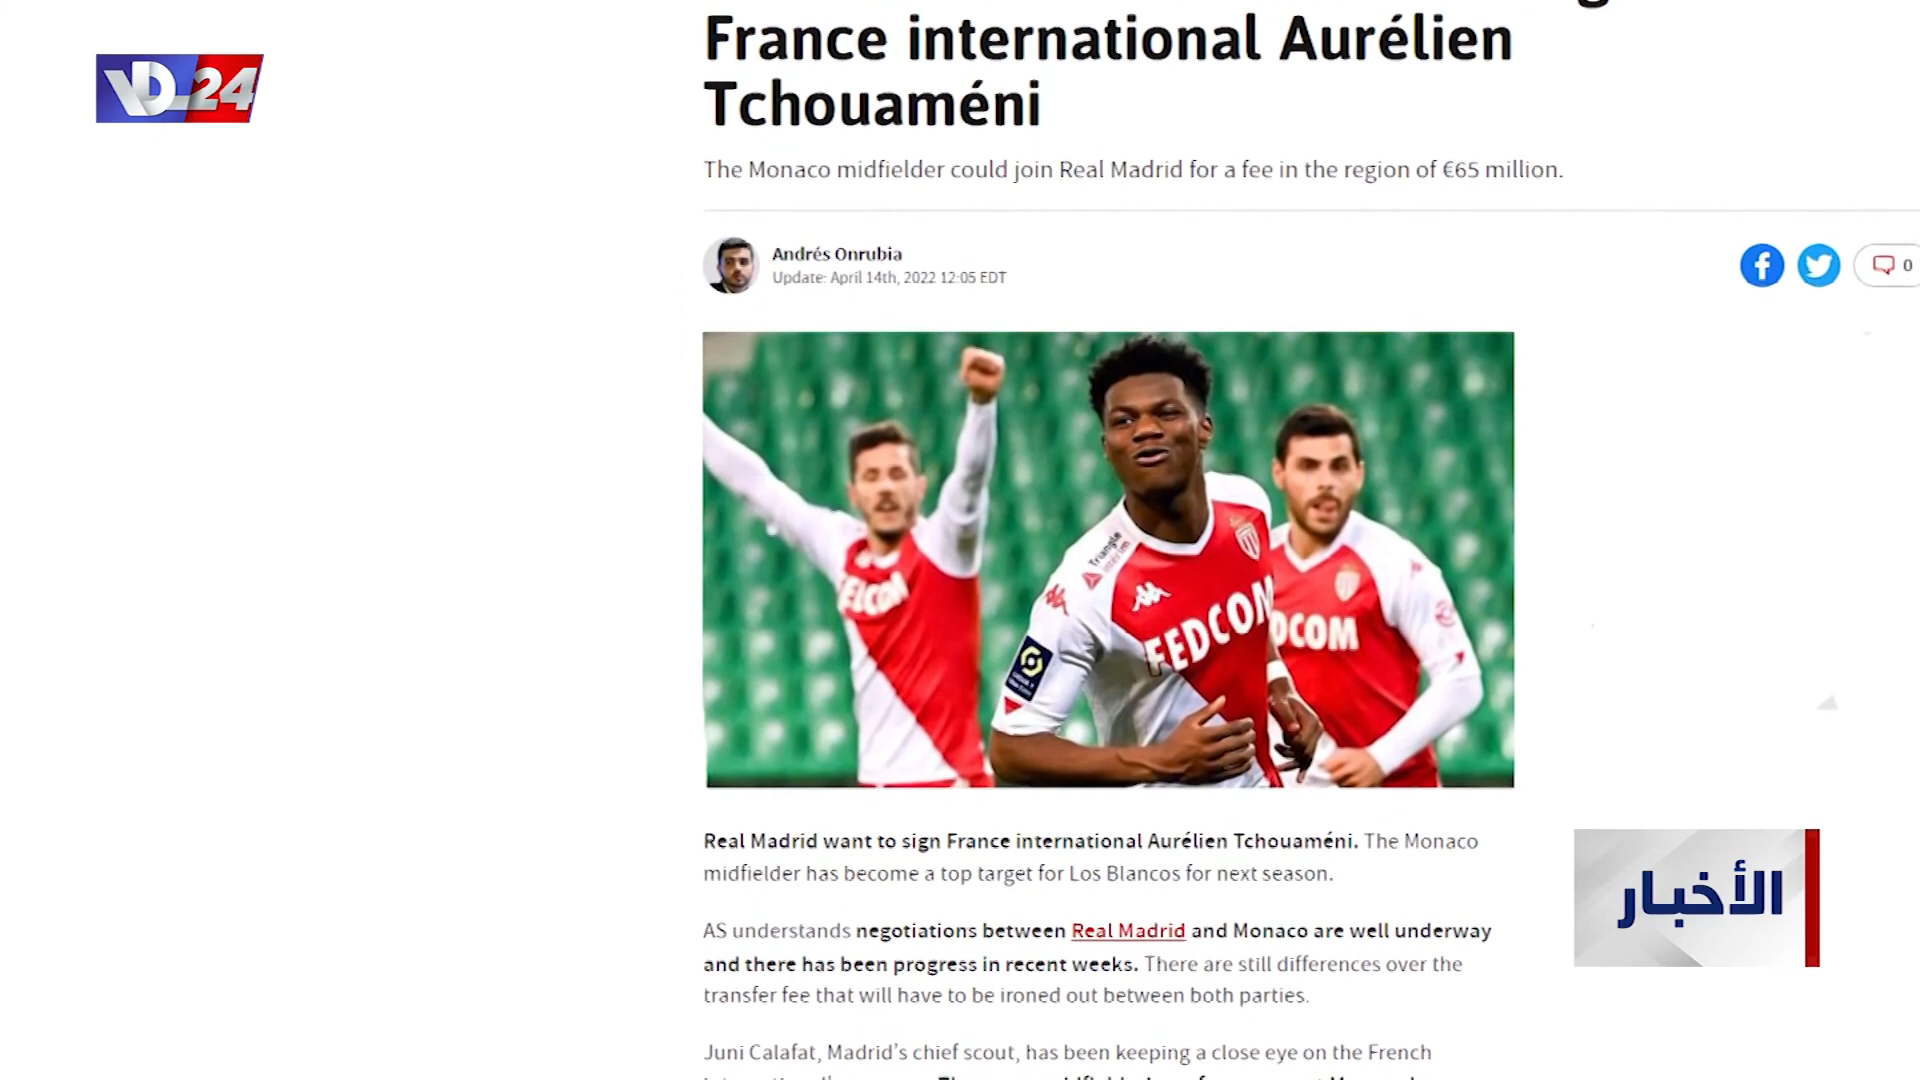 France international Aurélien
Tchouaméni
VD_24
The Monaco midfielder could join Real Madrid for a fee in the region of €65 million.
Andrés Onrubia
Update: April 14th, 2022 12:05 EDT
0
Triangle
intérim
FEDCOM
DCOM
Real Madrid want to sign France international Aurélien Tchouaméni. The Monaco
midfielder has become a top target for Los Blancos for next season.
الأخبار
AS understands negotiations between Real Madrid and Monaco are well underway
and there has been progress in recent weeks. There are still differences over the
transfer fee that will have to be ironed out between both parties.
Juni Calafat, Madrid's chief scout, has been keeping a close eye on the French